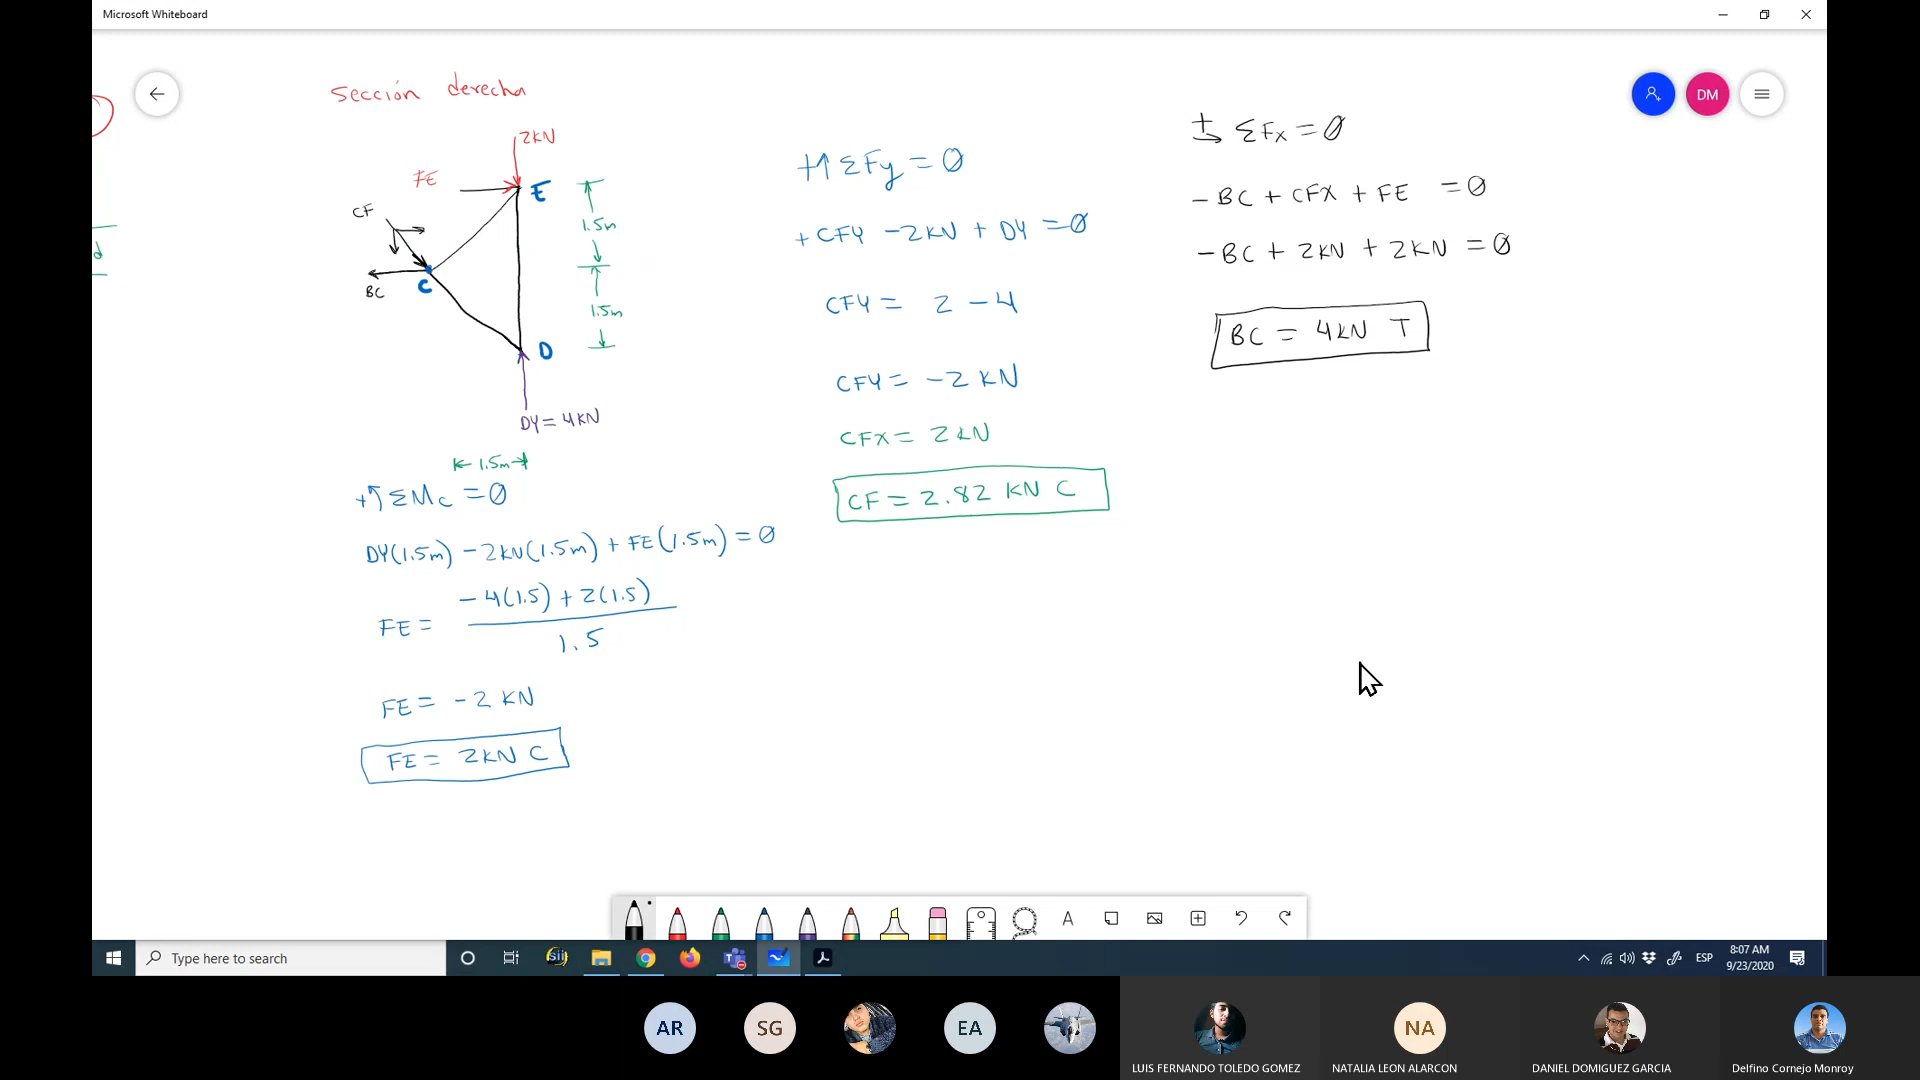 Microsoft Whiteboard
sección derecha
2KN
FE
E
CF
1.5m
C
BC
1.5m
D
DY = 4KN
1.5m
+↑ ΣMc = 0
DY(1.5m) - 2KN(1.5m) + FE(1.5m) = 0
FE = -4(1.5) + 2(1.5) / 1.5
FE = -2 KN
FE = 2KN C
+↑ ΣFy = 0
+ CFY - 2KN + DY = 0
CFY = 2 - 4
CFY = -2 KN
CFX = 2 KN
CF = 2.82 KN C
+→ ΣFx = 0
- BC + CFX + FE = 0
- BC + 2KN + 2KN = 0
BC = 4KN T
DM
d
A
Type here to search
sii
ESP
8:07 AM
9/23/2020
AR
SG
EA
NA
LUIS FERNANDO TOLEDO GOMEZ
NATALIA LEON ALARCON
DANIEL DOMIGUEZ GARCIA
Delfino Cornejo Monroy